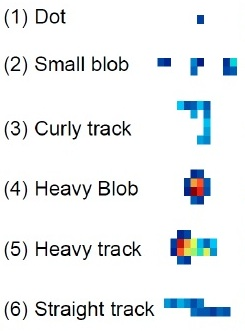 (1) Dot
(2) Small blob
(3) Curly track
(4) Heavy Blob
(5) Heavy track
(6) Straight track